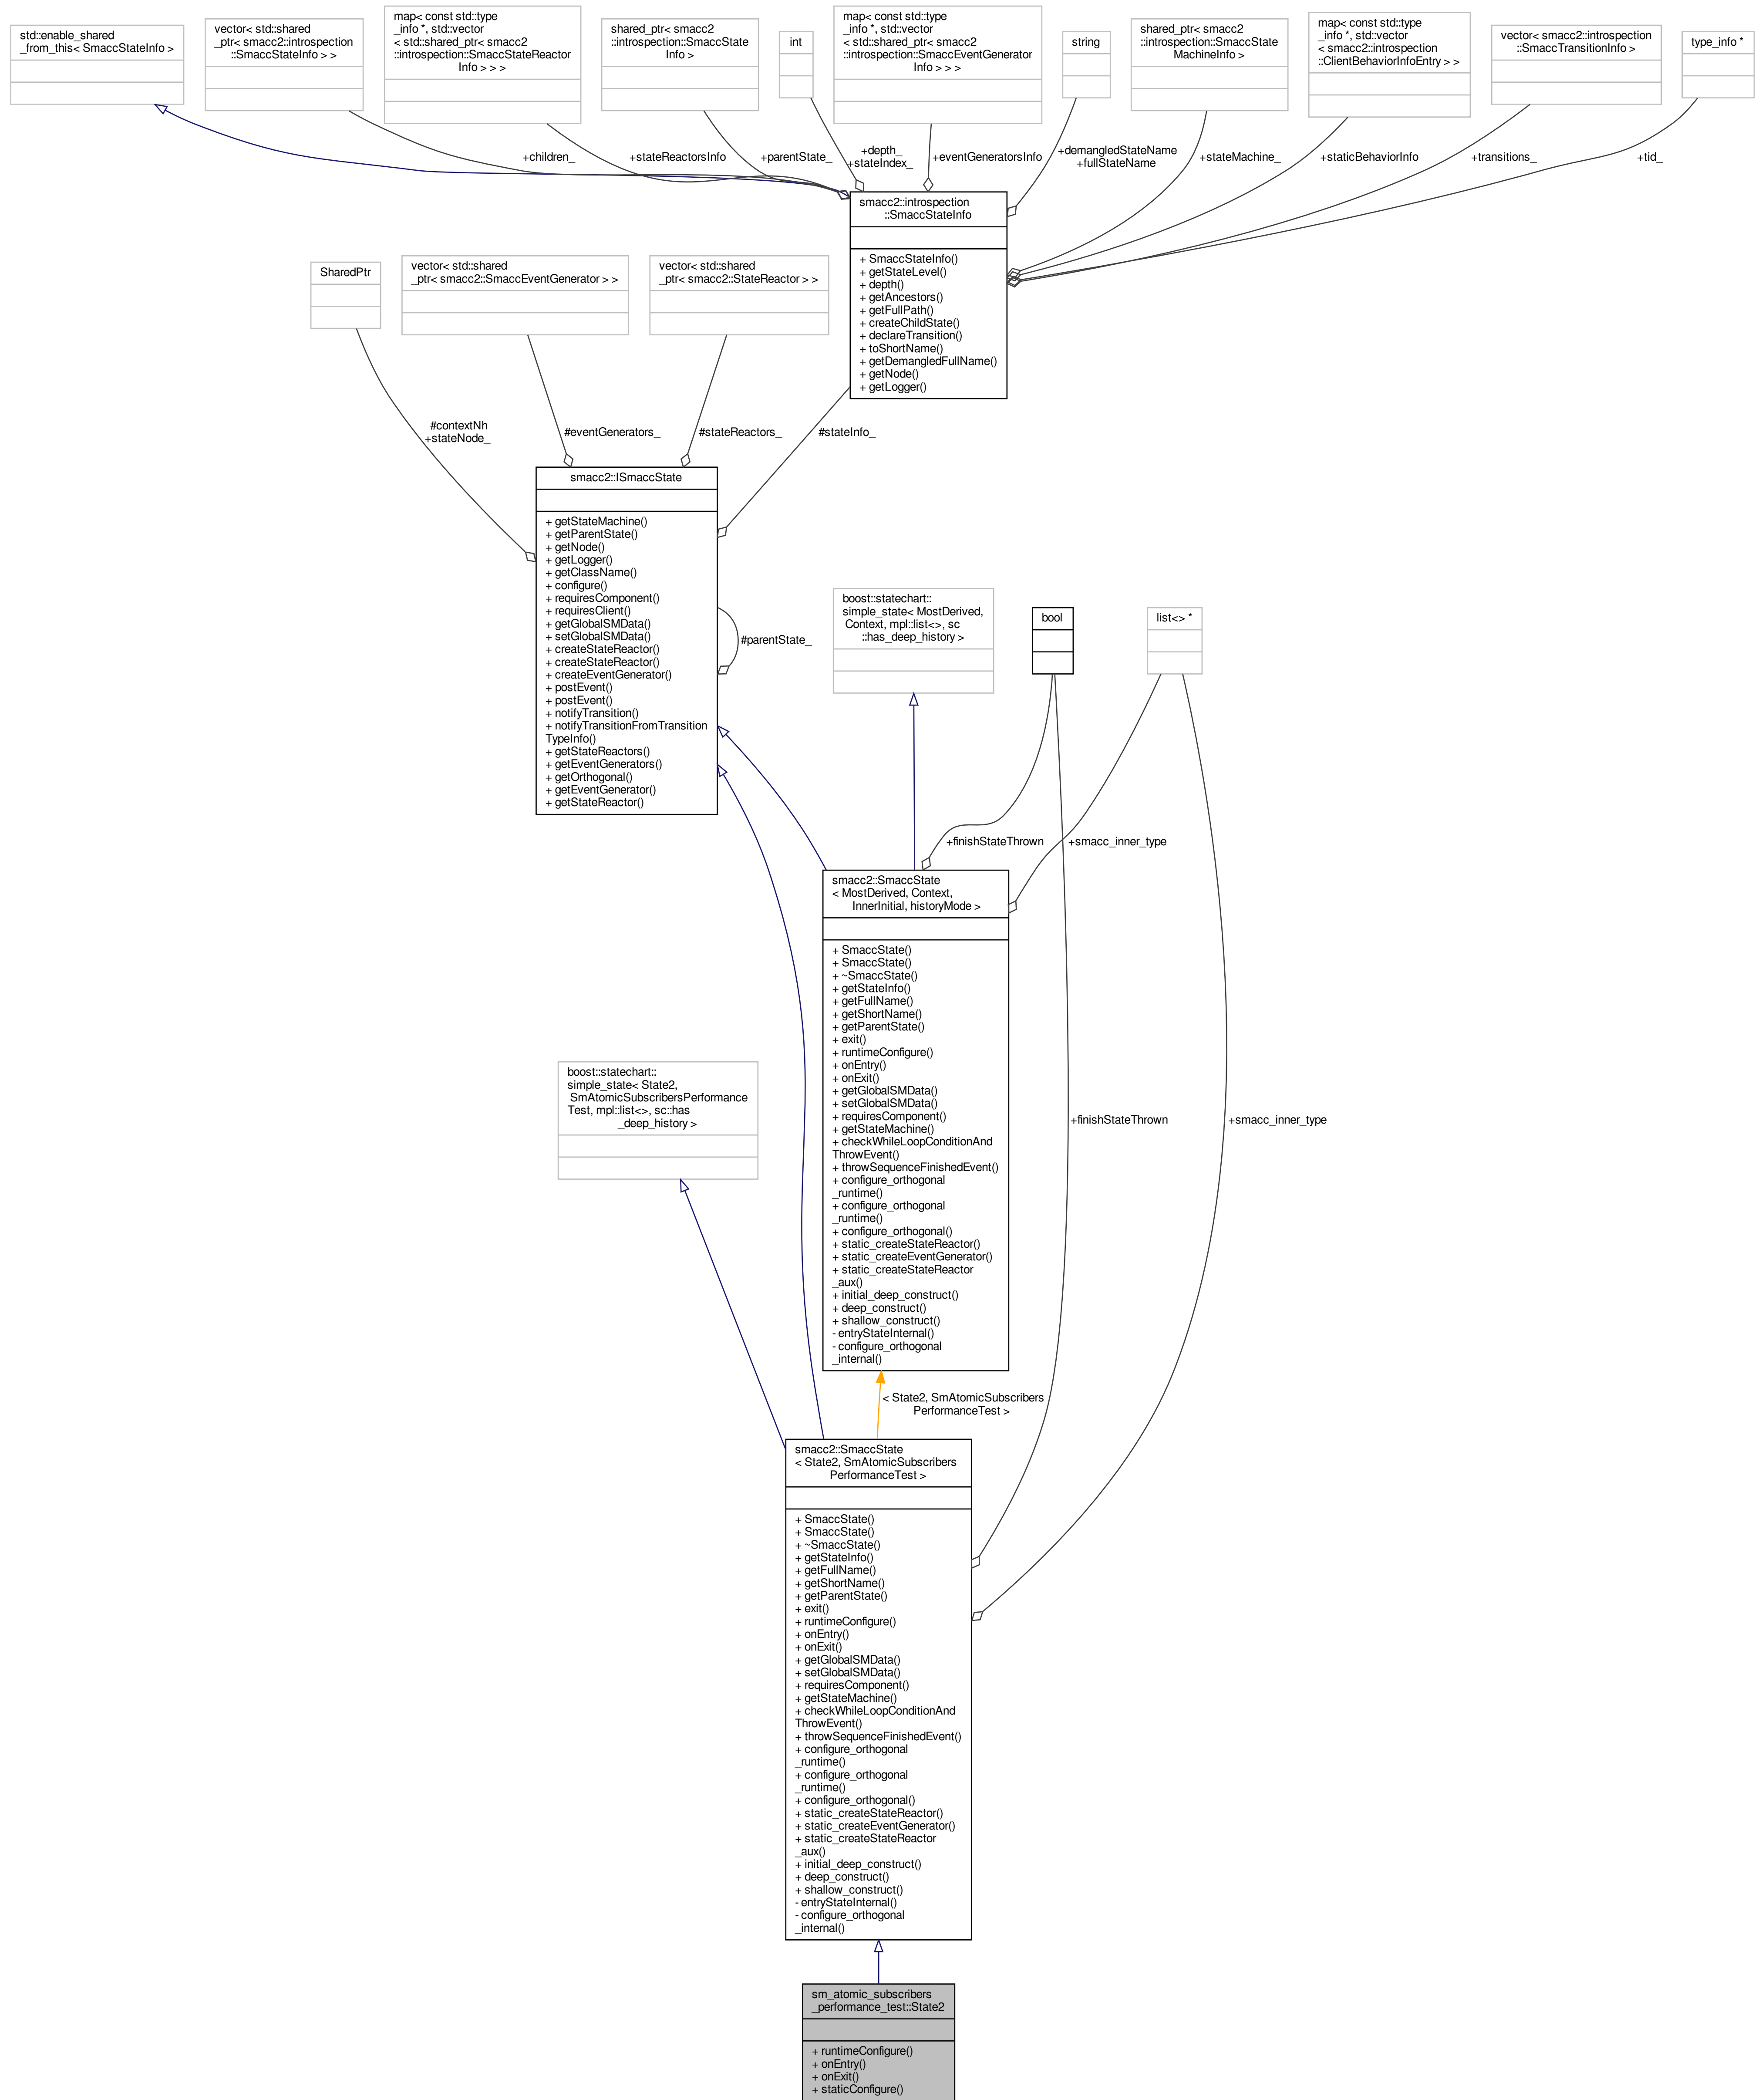 std::enable_shared
_from_this< SmaccStateInfo >
vector< std::shared
_ptr< smacc2::introspection
::SmaccStateInfo > >
map< const std::type
_info *, std::vector
< std::shared_ptr< smacc2
::introspection::SmaccStateReactor
Info > > >
shared_ptr< smacc2
::introspection::SmaccState
Info >
int
map< const std::type
_info *, std::vector
< std::shared_ptr< smacc2
::introspection::SmaccEventGenerator
Info > > >
string
shared_ptr< smacc2
::introspection::SmaccState
MachineInfo >
map< const std::type
_info *, std::vector
< smacc2::introspection
::ClientBehaviorInfoEntry > >
vector< smacc2::introspection
::SmaccTransitionInfo >
type_info *
+children_
+stateReactorsInfo
+parentState_
+depth_
+stateIndex_
+eventGeneratorsInfo
+demangledStateName
+fullStateName
+stateMachine_
+staticBehaviorInfo
+transitions_
+tid_
smacc2::introspection
::SmaccStateInfo
+ SmaccStateInfo()
+ getStateLevel()
+ depth()
+ getAncestors()
+ getFullPath()
+ createChildState()
+ declareTransition()
+ toShortName()
+ getDemangledFullName()
+ getNode()
+ getLogger()
SharedPtr
vector< std::shared
_ptr< smacc2::SmaccEventGenerator > >
vector< std::shared
_ptr< smacc2::StateReactor > >
#contextNh
+stateNode_
#eventGenerators_
#stateReactors_
#stateInfo_
smacc2::ISmaccState
+ getStateMachine()
+ getParentState()
+ getNode()
+ getLogger()
+ getClassName()
+ configure()
+ requiresComponent()
+ requiresClient()
+ getGlobalSMData()
+ setGlobalSMData()
+ createStateReactor()
+ createStateReactor()
+ createEventGenerator()
+ postEvent()
+ postEvent()
+ notifyTransition()
+ notifyTransitionFromTransition
TypeInfo()
+ getStateReactors()
+ getEventGenerators()
+ getOrthogonal()
+ getEventGenerator()
+ getStateReactor()
#parentState_
boost::statechart::
simple_state< MostDerived,
Context, mpl::list<>, sc
::has_deep_history >
bool
list<> *
+finishStateThrown
+smacc_inner_type
smacc2::SmaccState
< MostDerived, Context,
InnerInitial, historyMode >
+ SmaccState()
+ SmaccState()
+ ~SmaccState()
+ getStateInfo()
+ getFullName()
+ getShortName()
+ getParentState()
+ exit()
+ runtimeConfigure()
+ onEntry()
+ onExit()
+ getGlobalSMData()
+ setGlobalSMData()
+ requiresComponent()
+ getStateMachine()
+ checkWhileLoopConditionAnd
ThrowEvent()
+ throwSequenceFinishedEvent()
+ configure_orthogonal
_runtime()
+ configure_orthogonal
_runtime()
+ configure_orthogonal()
+ static_createStateReactor()
+ static_createEventGenerator()
+ static_createStateReactor
_aux()
+ initial_deep_construct()
+ deep_construct()
+ shallow_construct()
- entryStateInternal()
- configure_orthogonal
_internal()
boost::statechart::
simple_state< State2,
SmAtomicSubscribersPerformance
Test, mpl::list<>, sc::has
_deep_history >
+finishStateThrown
+smacc_inner_type
< State2, SmAtomicSubscribers
PerformanceTest >
smacc2::SmaccState
< State2, SmAtomicSubscribers
PerformanceTest >
+ SmaccState()
+ SmaccState()
+ ~SmaccState()
+ getStateInfo()
+ getFullName()
+ getShortName()
+ getParentState()
+ exit()
+ runtimeConfigure()
+ onEntry()
+ onExit()
+ getGlobalSMData()
+ setGlobalSMData()
+ requiresComponent()
+ getStateMachine()
+ checkWhileLoopConditionAnd
ThrowEvent()
+ throwSequenceFinishedEvent()
+ configure_orthogonal
_runtime()
+ configure_orthogonal
_runtime()
+ configure_orthogonal()
+ static_createStateReactor()
+ static_createEventGenerator()
+ static_createStateReactor
_aux()
+ initial_deep_construct()
+ deep_construct()
+ shallow_construct()
- entryStateInternal()
- configure_orthogonal
_internal()
sm_atomic_subscribers
_performance_test::State2
+ runtimeConfigure()
+ onEntry()
+ onExit()
+ staticConfigure()